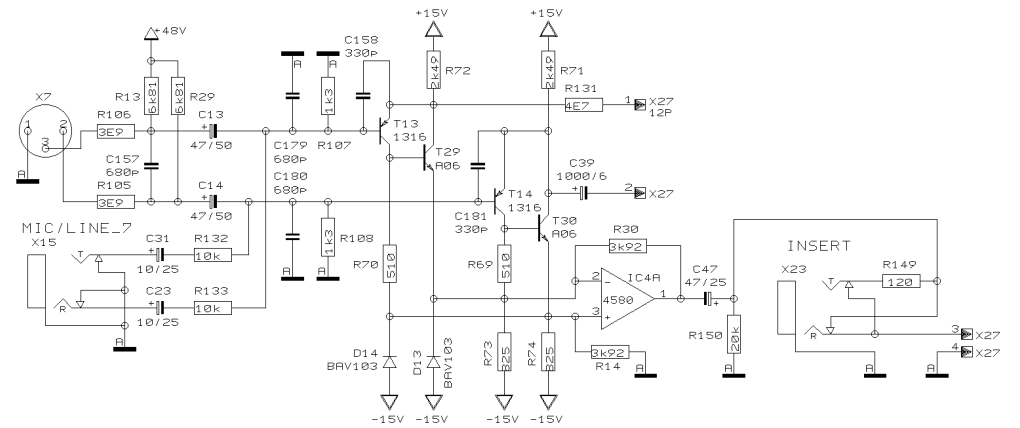 +15V
+15V
+48V
C158
330p
A
A
2k49
R72
2k49
R71
R131
4E7
1
X27
12P
X7
R13
6k81
6k81
R29
1
2
3
R106
3E9
C13
+
47/50
1k3
T13
1316
C157
680p
C179
680p
R107
T29
A06
A
R105
3E9
C14
+
47/50
C180
680p
C39
1000/6
+
2
X27
T14
1316
C181
330p
T30
A06
MIC/LINE_7
X15
T
C31
+
10/25
R132
10k
1k3
R108
A
A
R70
510
R69
510
R30
3k92
INSERT
X23
T
R149
120
R
C23
+
10/25
R133
10k
2
-
IC4A
4580
1
3
+
C47
47/25
+
R
3
X27
A
D14
BAV103
D13
BAV103
R73
825
R74
825
3k92
R14
A
R150
20k
A
A
4
X27
A
-15V
-15V
-15V
-15V